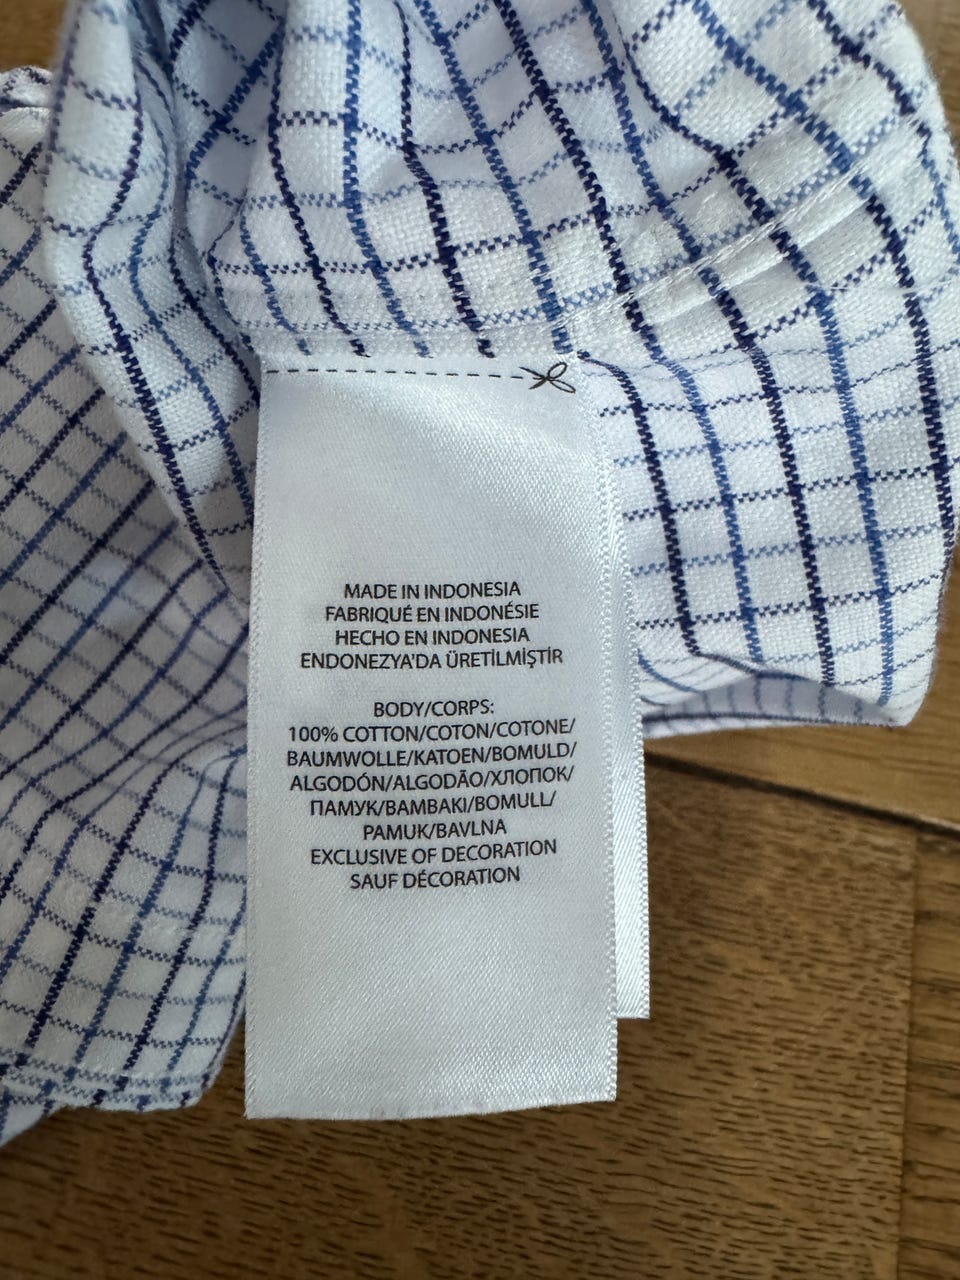 MADE IN INDONESIA
FABRIQUÉ EN INDONÉSIE
HECHO EN INDONESIA
ENDONEZYA'DA ÜRETİLMİŞTİR
BODY/CORPS:
100% COTTON/COTON/COTONE/
BAUMWOLLE/KATOEN/BOMULD/
ALGODÓN/ALGODÃO/ХЛОПОК/
ПАМУК/BAMBAKI/BOMULL/
PAMUK/BAVLNA
EXCLUSIVE OF DECORATION
SAUF DÉCORATION